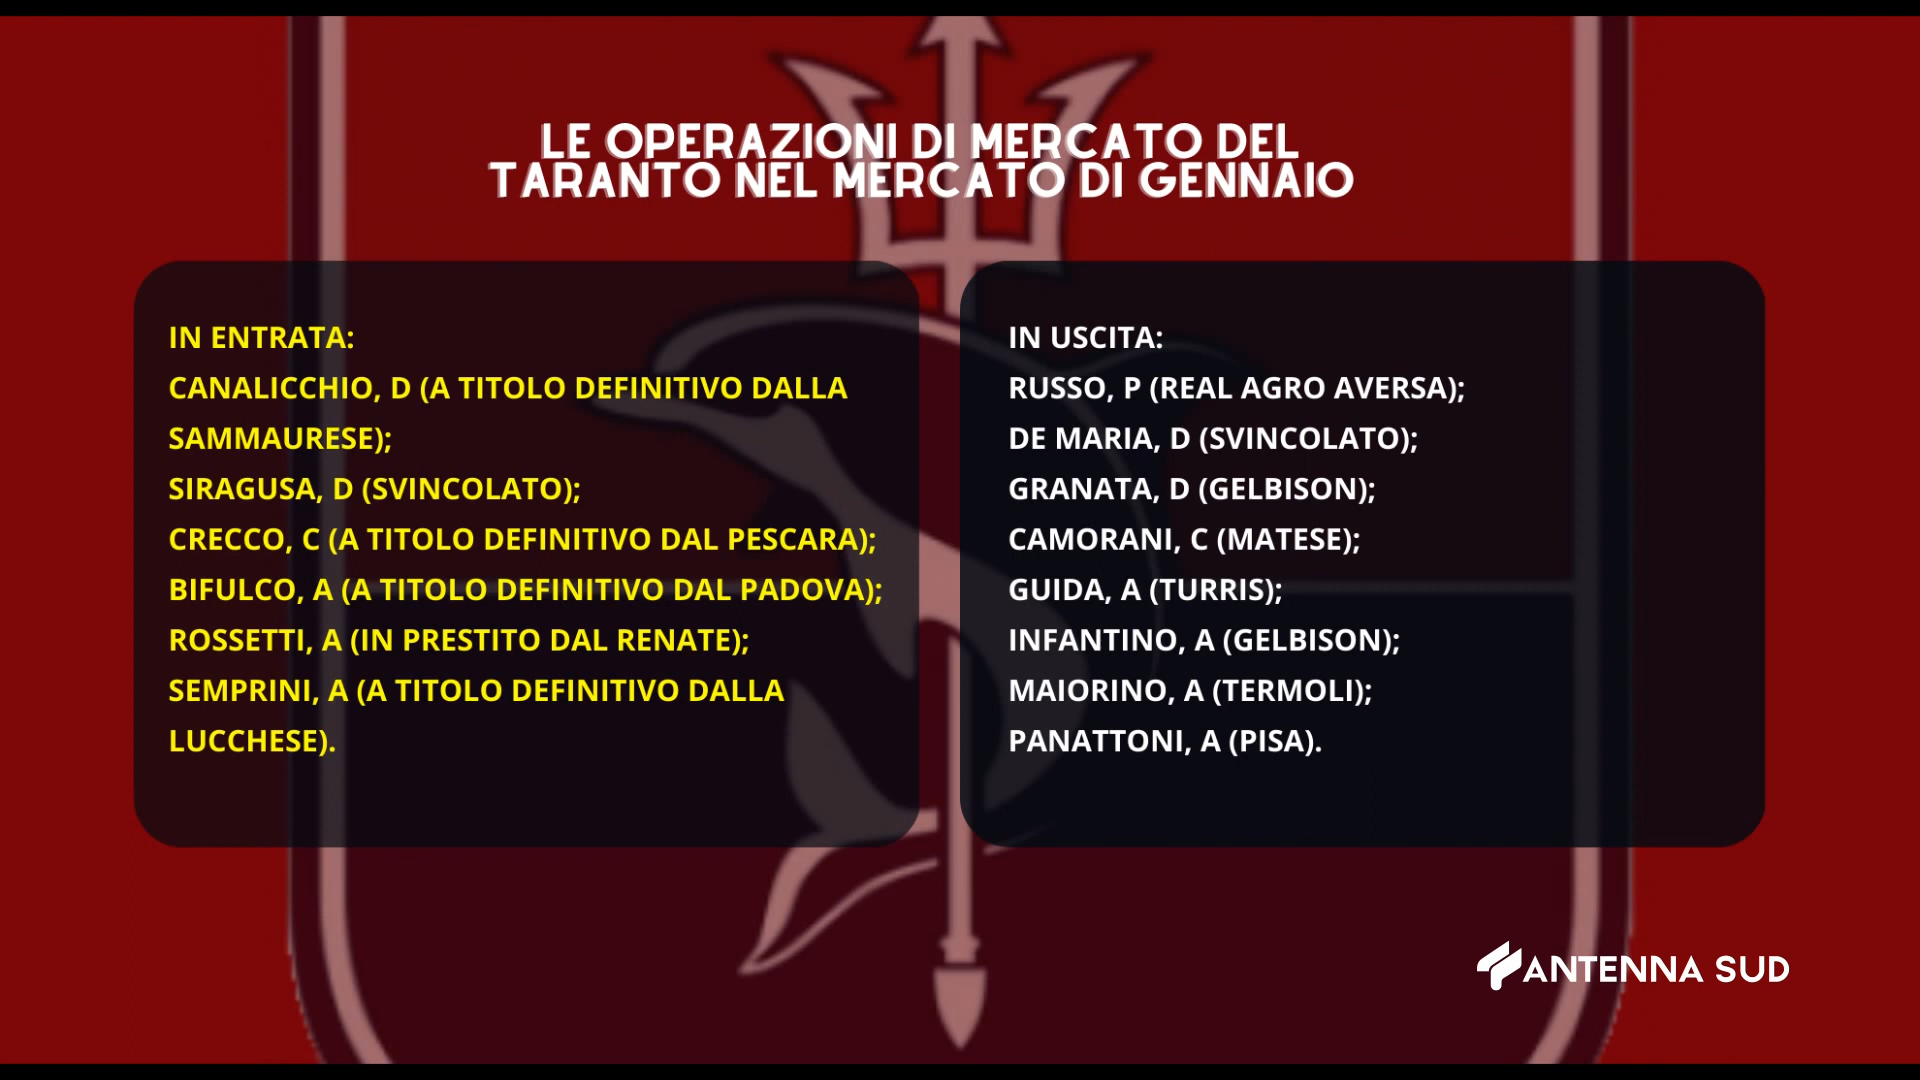 LE OPERAZIONI DI MERCATO DEL
TARANTO NEL MERCATO DI GENNAIO
IN ENTRATA:
CANALICCHIO, D (A TITOLO DEFINITIVO DALLA
SAMMAURESE);
SIRAGUSA, D (SVINCOLATO);
CRECCO, C (A TITOLO DEFINITIVO DAL PESCARA);
BIFULCO, A (A TITOLO DEFINITIVO DAL PADOVA);
ROSSETTI, A (IN PRESTITO DAL RENATE);
SEMPRINI, A (A TITOLO DEFINITIVO DALLA
LUCCHESE).
IN USCITA:
RUSSO, P (REAL AGRO AVERSA);
DE MARIA, D (SVINCOLATO);
GRANATA, D (GELBISON);
CAMORANI, C (MATESE);
GUIDA, A (TURRIS);
INFANTINO, A (GELBISON);
MAIORINO, A (TERMOLI);
PANATTONI, A (PISA).
ANTENNA SUD